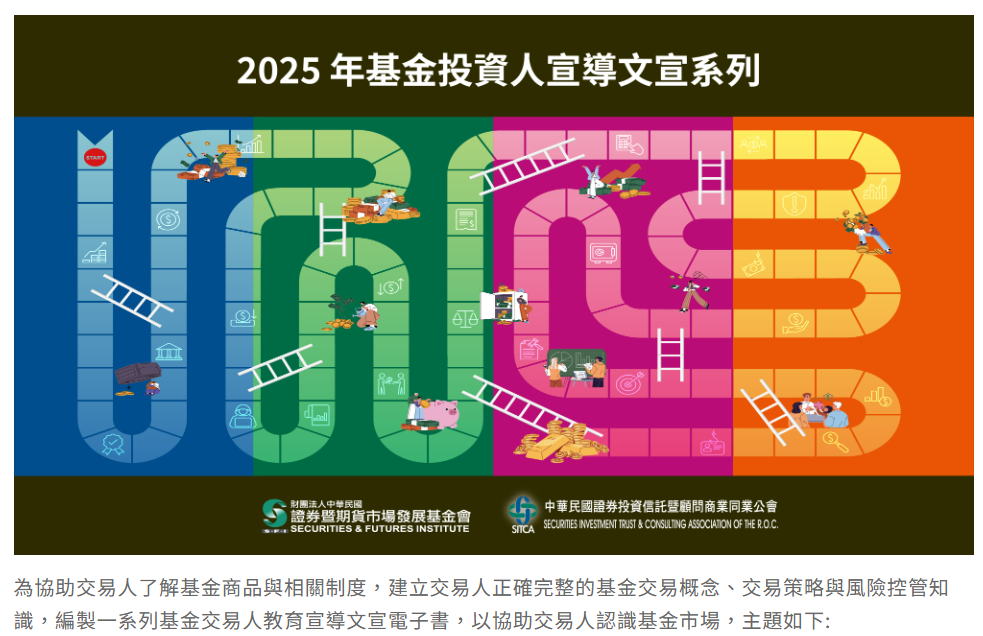 2025 年基金投資人宣導文宣系列
START
財團法人中華民國
證券暨期貨市場發展基金會
SECURITIES & FUTURES INSTITUTE
SFI
中華民國證券投資信託暨顧問商業同業公會
SECURITIES INVESTMENT TRUST & CONSULTING ASSOCIATION OF THE R.O.C.
SITCA
為協助交易人了解基金商品與相關制度，建立交易人正確完整的基金交易概念、交易策略與風險控管知
識，編製一系列基金交易人教育宣導文宣電子書，以協助交易人認識基金市場，主題如下: